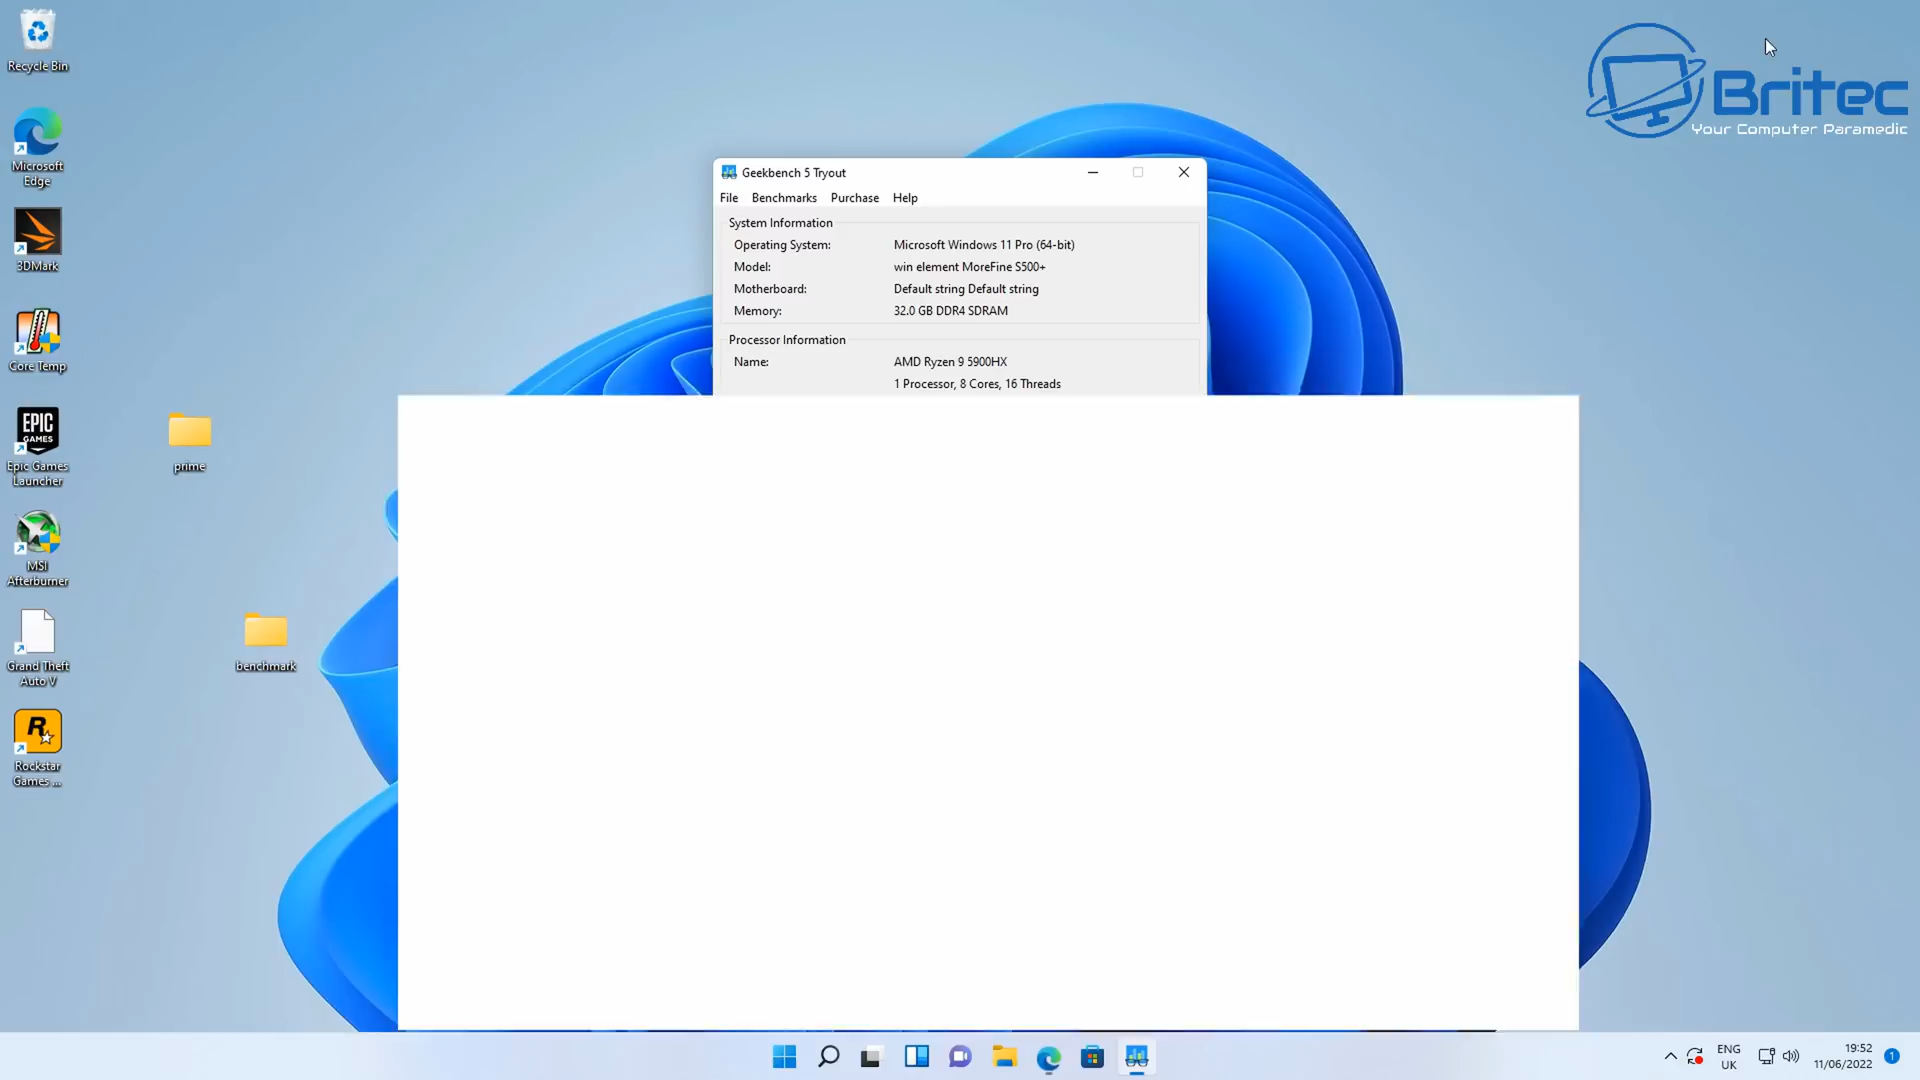 Recycle Bin
Microsoft
Edge
3DMark
Core Temp
EPIC
GAMES
Epic Games
Launcher
MSI
Afterburner
Grand Theft
Auto V
R
Rockstar
Games ...
prime
benchmark
Britec
Your Computer Paramedic
Geekbench 5 Tryout
File Benchmarks Purchase Help
System Information
Operating System: Microsoft Windows 11 Pro (64-bit)
Model: win element MoreFine S500+
Motherboard: Default string Default string
Memory: 32.0 GB DDR4 SDRAM
Processor Information
Name: AMD Ryzen 9 5900HX
1 Processor, 8 Cores, 16 Threads
ENG
UK
19:52
11/06/2022
1